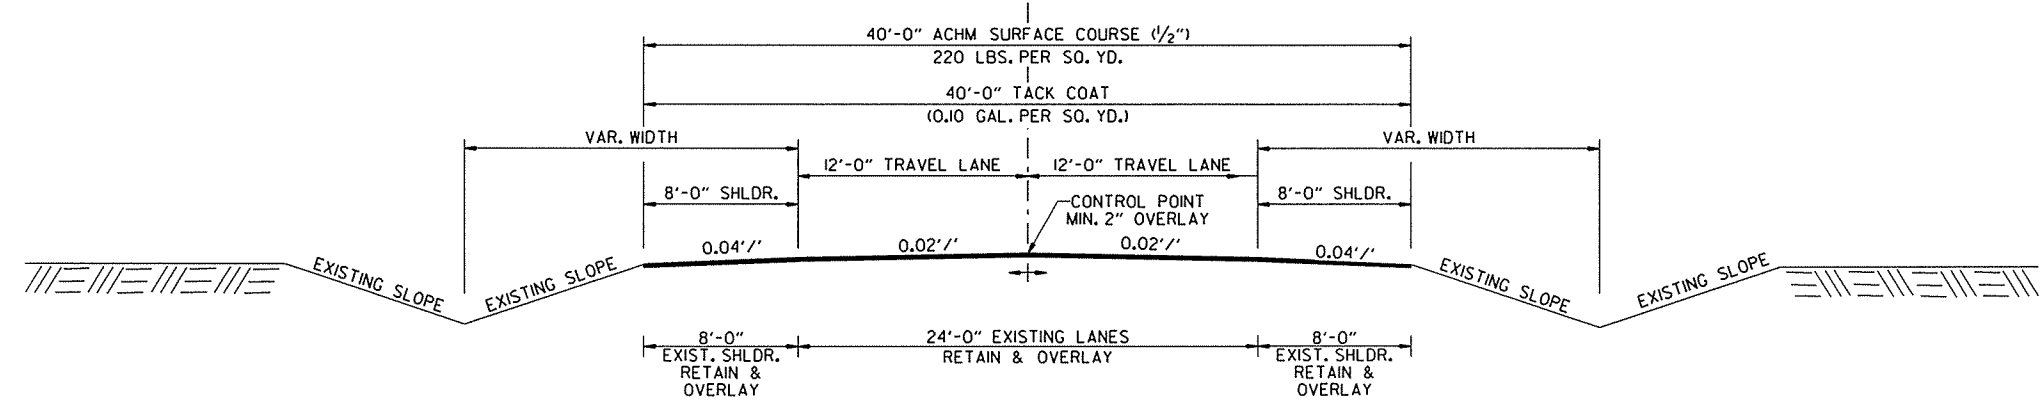 40'-0" ACHM SURFACE COURSE (1/2")
220 LBS. PER SQ. YD.
40'-0" TACK COAT
(0.10 GAL. PER SQ. YD.)
VAR. WIDTH
VAR. WIDTH
12'-0" TRAVEL LANE
12'-0" TRAVEL LANE
8'-0" SHLDR.
8'-0" SHLDR.
CONTROL POINT
MIN. 2" OVERLAY
0.04'/'
0.02'/'
0.02'/'
0.04'/'
EXISTING SLOPE
EXISTING SLOPE
EXISTING SLOPE
EXISTING SLOPE
8'-0"
EXIST. SHLDR.
RETAIN &
OVERLAY
24'-0" EXISTING LANES
RETAIN & OVERLAY
8'-0"
EXIST. SHLDR.
RETAIN &
OVERLAY